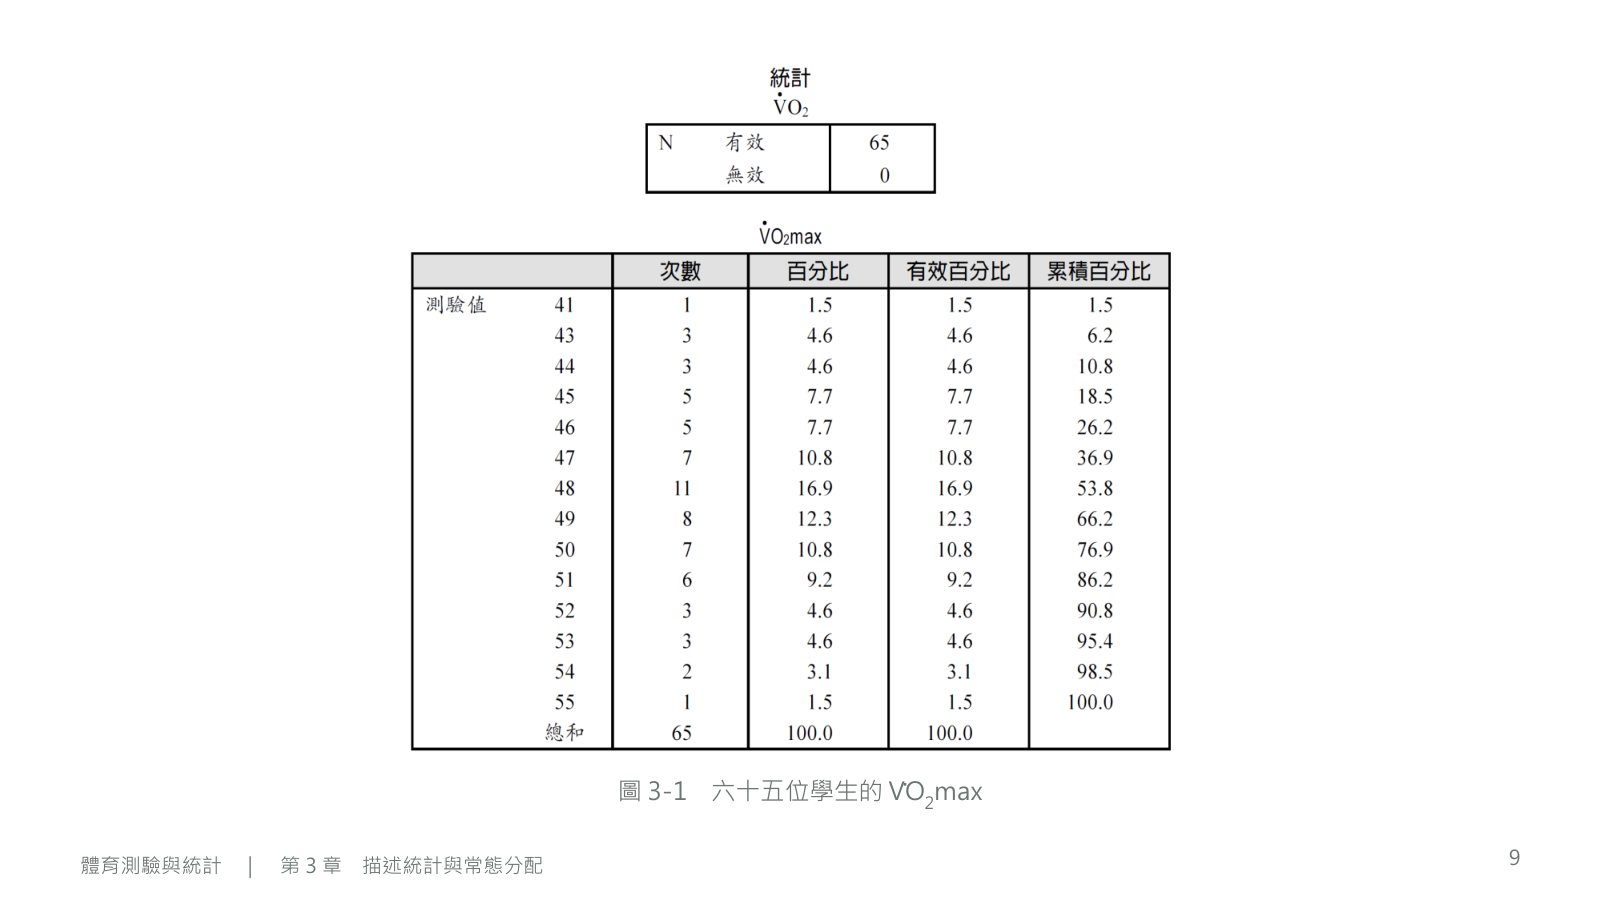 統計
V̇O₂
N 有效 65
無效 0
V̇O₂max
次數 百分比 有效百分比 累積百分比
測驗值 41 1 1.5 1.5 1.5
43 3 4.6 4.6 6.2
44 3 4.6 4.6 10.8
45 5 7.7 7.7 18.5
46 5 7.7 7.7 26.2
47 7 10.8 10.8 36.9
48 11 16.9 16.9 53.8
49 8 12.3 12.3 66.2
50 7 10.8 10.8 76.9
51 6 9.2 9.2 86.2
52 3 4.6 4.6 90.8
53 3 4.6 4.6 95.4
54 2 3.1 3.1 98.5
55 1 1.5 1.5 100.0
總和 65 100.0 100.0
圖 3-1 六十五位學生的 V̇O₂max
體育測驗與統計 | 第 3 章 描述統計與常態分配
9